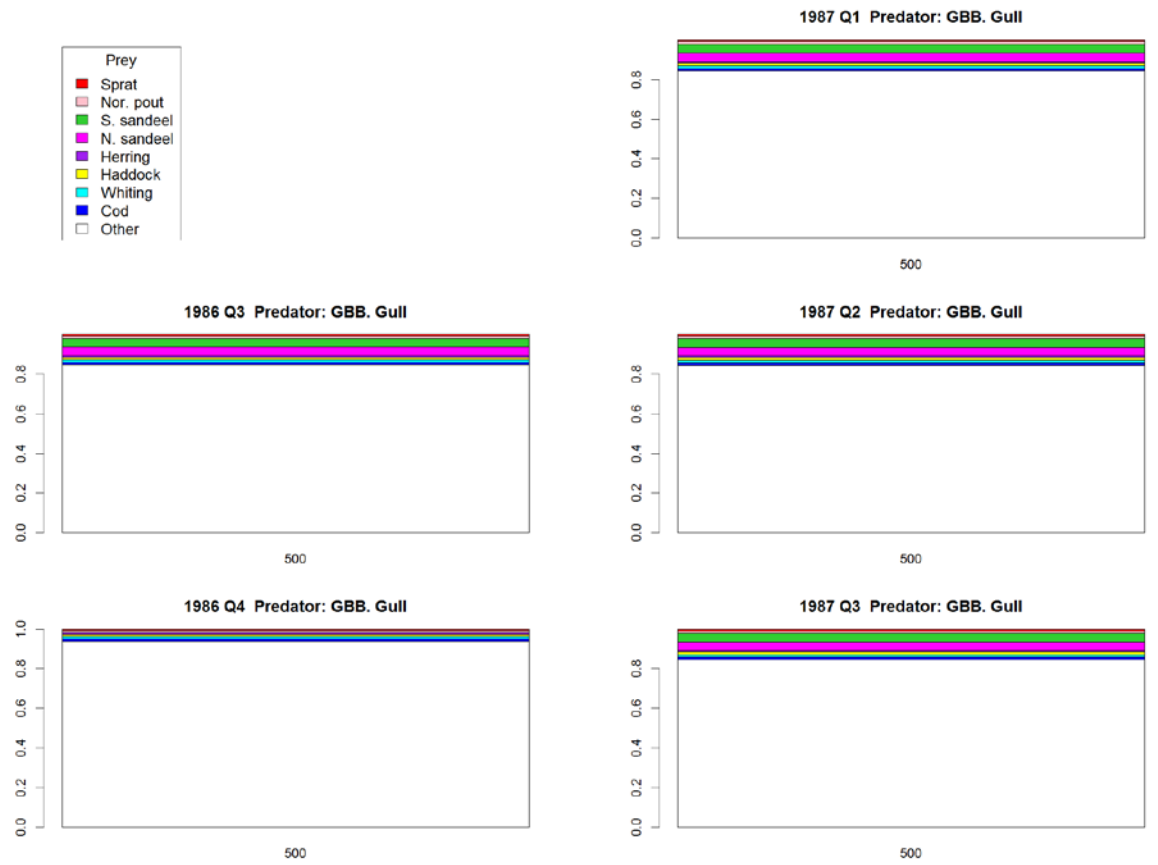 Prey
Sprat
Nor. pout
S. sandeel
N. sandeel
Herring
Haddock
Whiting
Cod
Other
1987 Q1 Predator: GBB. Gull
0.8
0.6
0.4
0.2
0.0
500
1986 Q3 Predator: GBB. Gull
0.8
0.6
0.4
0.2
0.0
500
1987 Q2 Predator: GBB. Gull
0.8
0.6
0.4
0.2
0.0
500
1986 Q4 Predator: GBB. Gull
1.0
0.8
0.6
0.4
0.2
0.0
500
1987 Q3 Predator: GBB. Gull
0.8
0.6
0.4
0.2
0.0
500